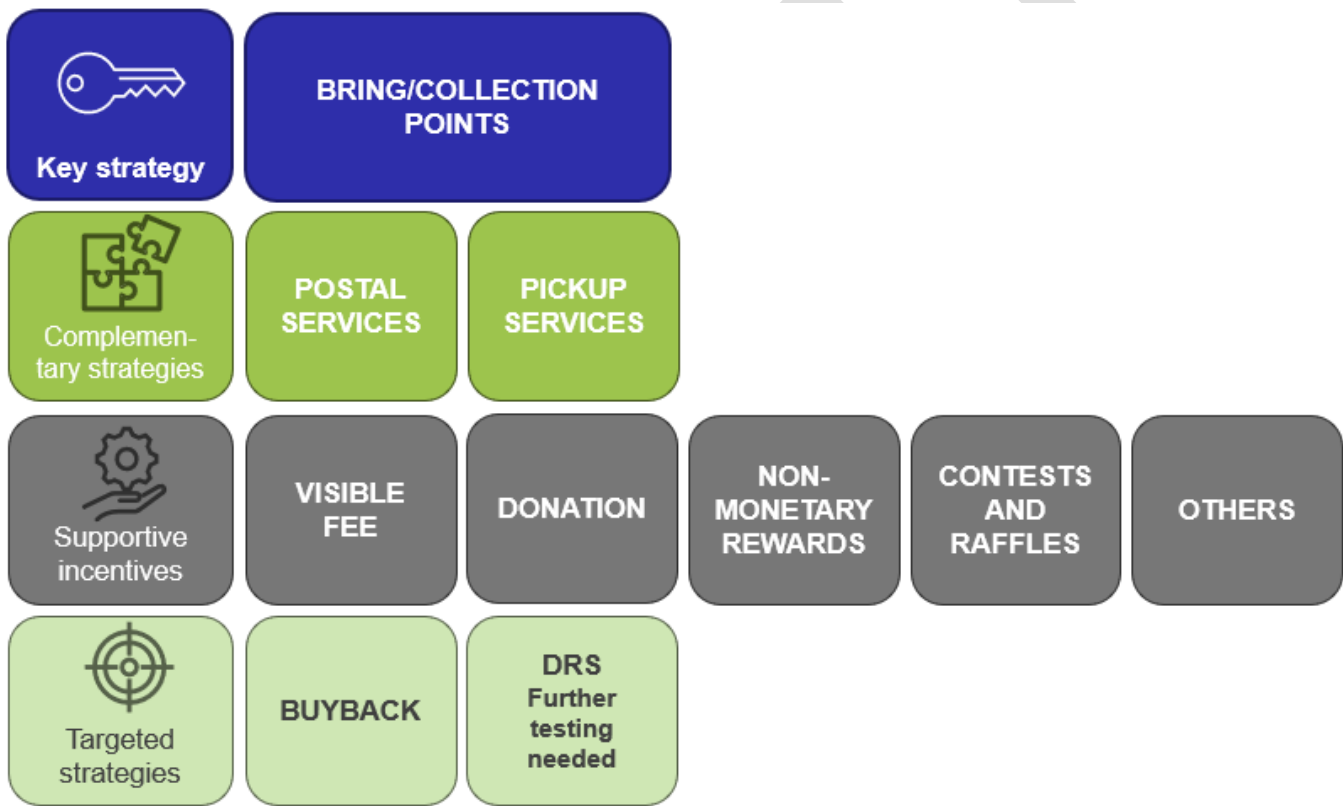 Key strategy
BRING/COLLECTION
POINTS
Complemen-
tary strategies
POSTAL
SERVICES
PICKUP
SERVICES
Supportive
incentives
VISIBLE
FEE
DONATION
NON-
MONETARY
REWARDS
CONTESTS
AND
RAFFLES
OTHERS
Targeted
strategies
BUYBACK
DRS
Further
testing
needed